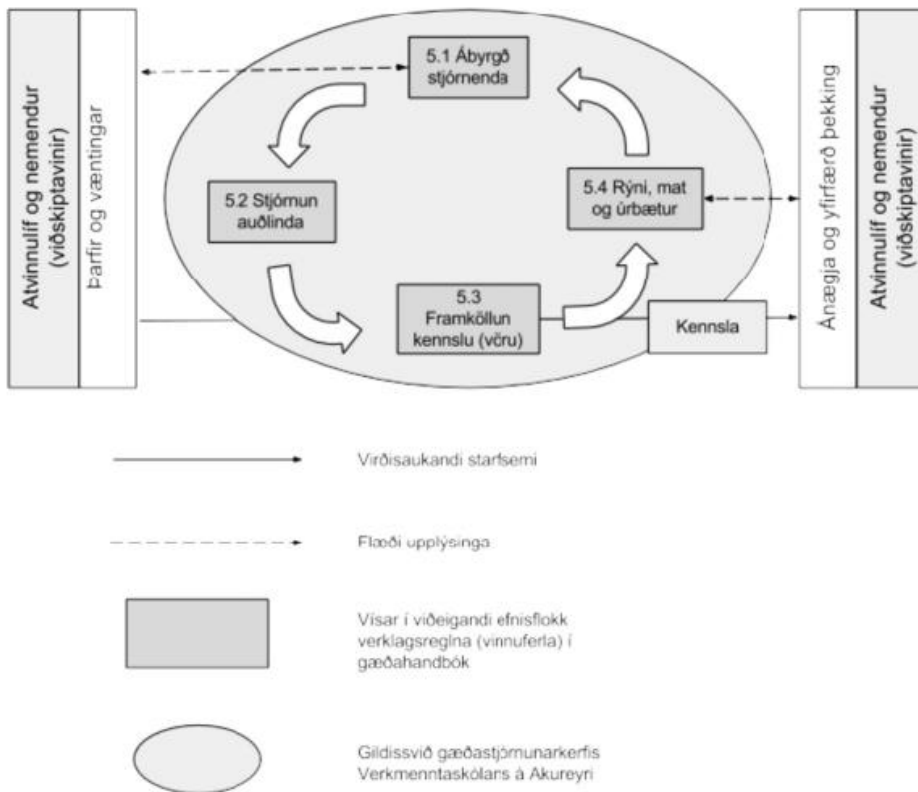 Atvinnulíf og nemendur
(viðskiptavinir)
Þarfir og væntingar
5.1 Ábyrgð
stjórnenda
5.2 Stjórnun
auðlinda
5.3
Framköllun
kennslu (vöru)
5.4 Rýni, mat
og úrbætur
Kennsla
Ánægja og yfirfærð þekking
Atvinnulíf og nemendur
(viðskiptavinir)
Virðisaukandi starfsemi
Flæði upplýsinga
Vísar í viðeigandi efnisflokk
verklagsreglna (vinnuferla) í
gæðahandbók
Gildissvið gæðastjórnunarkerfis
Verkmenntaskólans á Akureyri